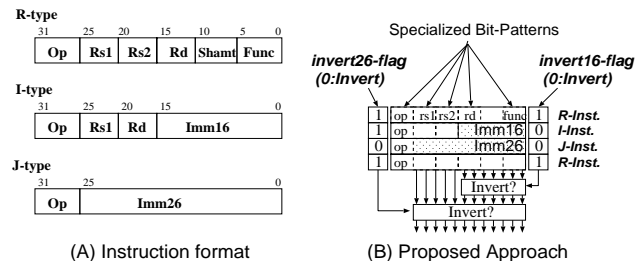 R-type
31 25 20 15 10 5 0
Op Rs1 Rs2 Rd Shamt Func
I-type
31 25 20 15 0
Op Rs1 Rd Imm16
J-type
31 25 0
Op Imm26
(A) Instruction format
Specialized Bit-Patterns
invert26-flag
(0:Invert)
invert16-flag
(0:Invert)
1 op rs1 rs2 rd func 1 R-Inst.
1 op Imm16 0 I-Inst.
0 op Imm26 0 J-Inst.
1 op 1 R-Inst.
Invert?
Invert?
(B) Proposed Approach